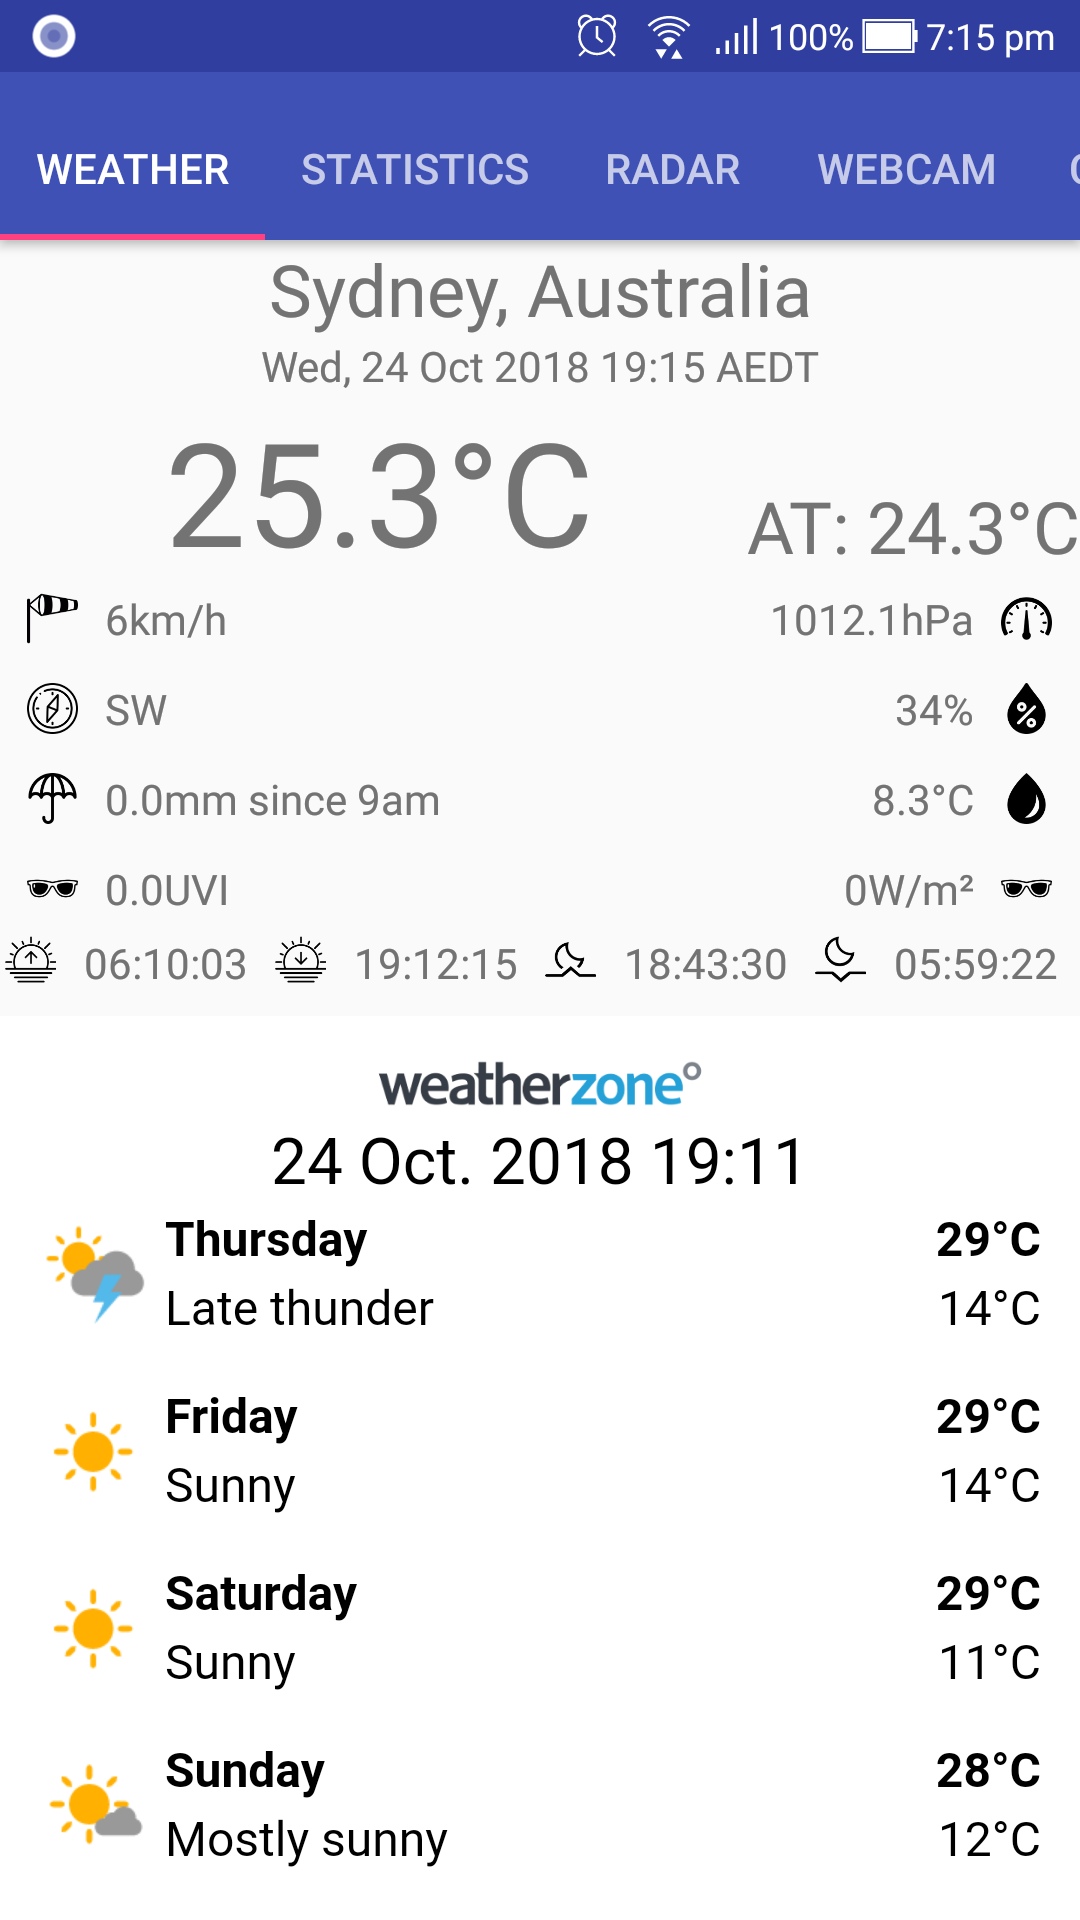 100% 7:15 pm
WEATHER STATISTICS RADAR WEBCAM
Sydney, Australia
Wed, 24 Oct 2018 19:15 AEDT
25.3°C AT: 24.3°C
6km/h 1012.1hPa
SW 34%
0.0mm since 9am 8.3°C
0.0UVI 0W/m²
06:10:03 19:12:15 18:43:30 05:59:22
weatherzone°
24 Oct. 2018 19:11
Thursday 29°C
Late thunder 14°C
Friday 29°C
Sunny 14°C
Saturday 29°C
Sunny 11°C
Sunday 28°C
Mostly sunny 12°C